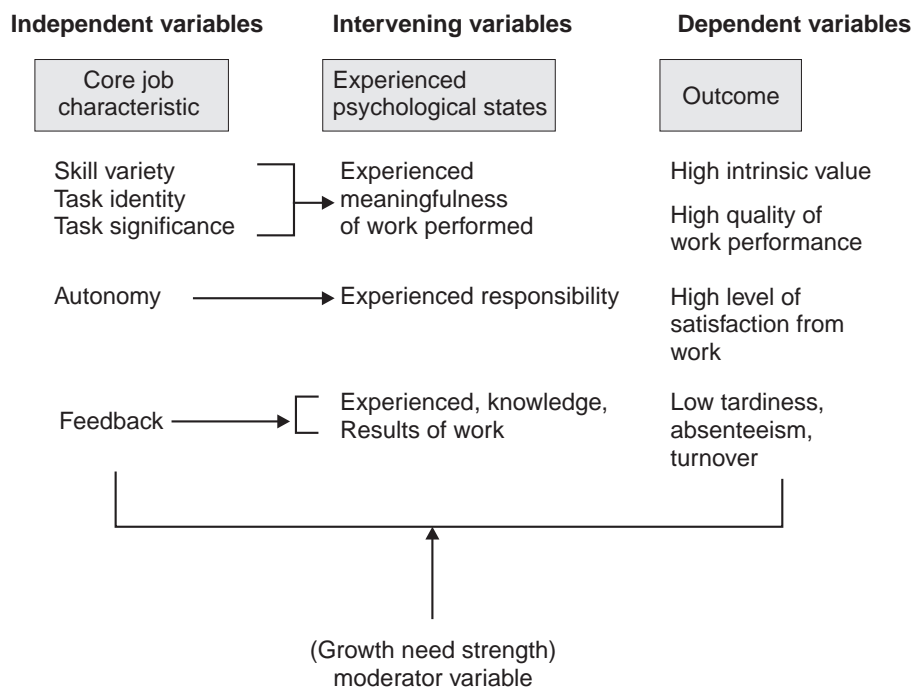 Independent variables
Intervening variables
Dependent variables
Core job
characteristic
Experienced
psychological states
Outcome
Skill variety
Task identity
Task significance
Experienced
meaningfulness
of work performed
High intrinsic value
High quality of
work performance
Autonomy
Experienced responsibility
High level of
satisfaction from
work
Feedback
Experienced, knowledge,
Results of work
Low tardiness,
absenteeism,
turnover
(Growth need strength)
moderator variable